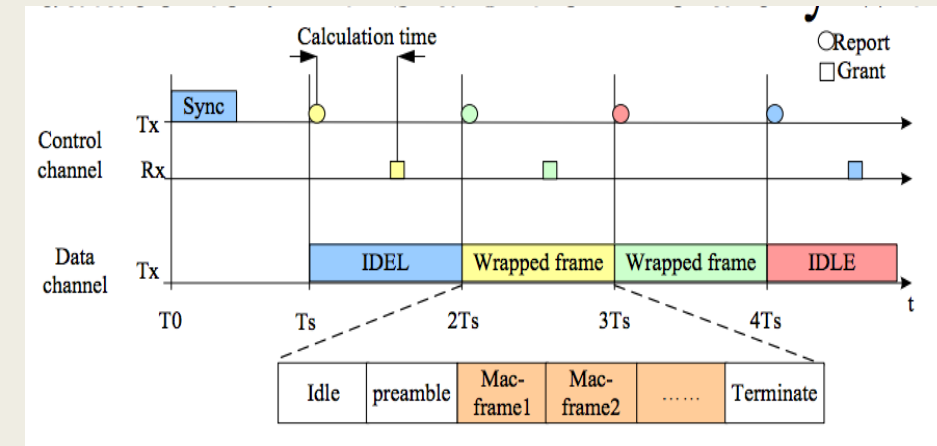 Calculation time
Report
Grant
Sync
Tx
Control
channel
Rx
Data
channel
Tx
IDEL
Wrapped frame
Wrapped frame
IDLE
t
T0
Ts
2Ts
3Ts
4Ts
Idle
preamble
Mac-
frame1
Mac-
frame2
......
Terminate